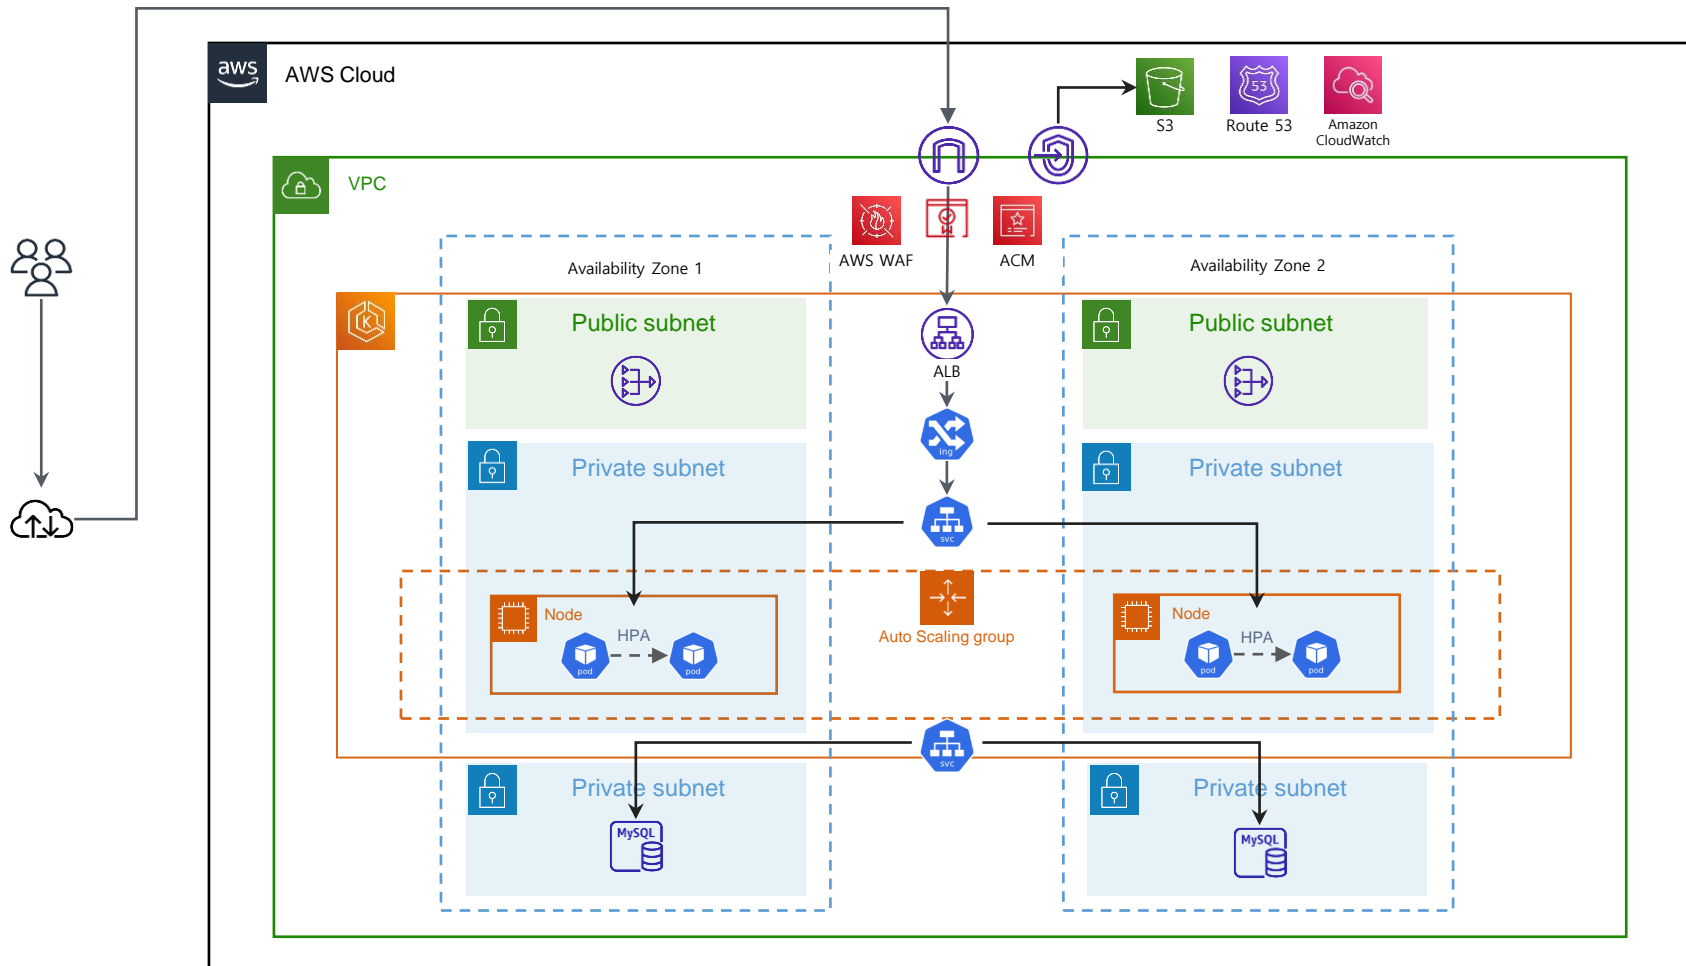 aws
AWS Cloud
S3
53
Route 53
Amazon
CloudWatch
VPC
AWS WAF
ACM
Availability Zone 1
Availability Zone 2
K
Public subnet
Public subnet
ALB
ing
Private subnet
Private subnet
svc
Node
HPA
pod
pod
Auto Scaling group
Node
HPA
pod
pod
svc
Private subnet
Private subnet
MySQL
MySQL